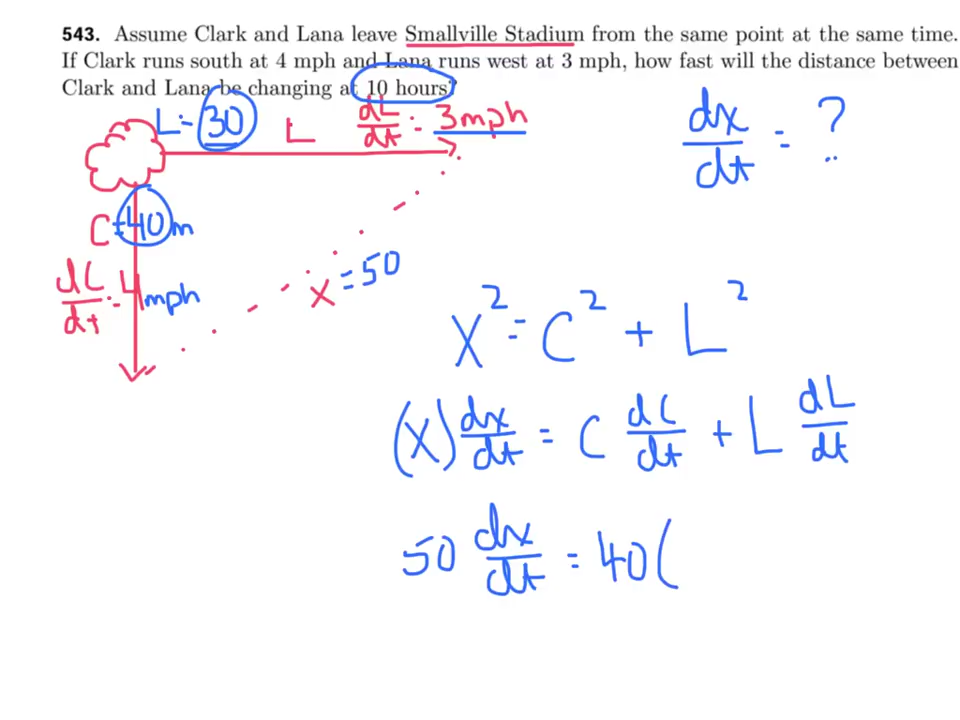 543. Assume Clark and Lana leave Smallville Stadium from the same point at the same time.
If Clark runs south at 4 mph and Lana runs west at 3 mph, how fast will the distance between
Clark and Lana be changing at 10 hours?
L = 30 L dL/dt = 3mph
dx/dt = ?
C = 40m
dC/dt = 4mph
x = 50
x² = C² + L²
(x) dx/dt = C dC/dt + L dL/dt
50 dx/dt = 40(